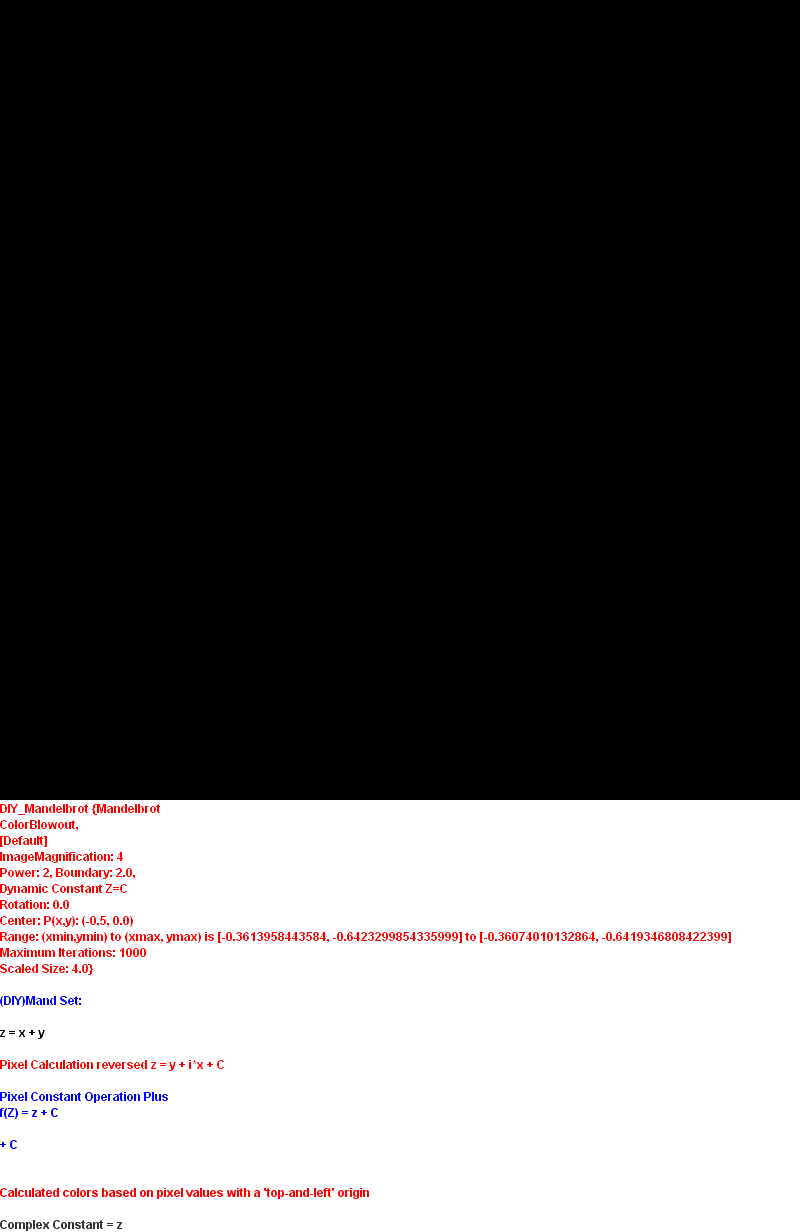 DIY_Mandelbrot {Mandelbrot
ColorBlowout,
[Default]
ImageMagnification: 4
Power: 2, Boundary: 2.0,
Dynamic Constant Z=C
Rotation: 0.0
Center: P(x,y): (-0.5, 0.0)
Range: (xmin,ymin) to (xmax, ymax) is [-0.3613958443584, -0.6423299854335999] to [-0.36074010132864, -0.6419346808422399]
Maximum Iterations: 1000
Scaled Size: 4.0}
(DIY)Mand Set:
z = x + y
Pixel Calculation reversed z = y + i*x + C
Pixel Constant Operation Plus
f(Z) = z + C
+ C
Calculated colors based on pixel values with a 'top-and-left' origin
Complex Constant = z